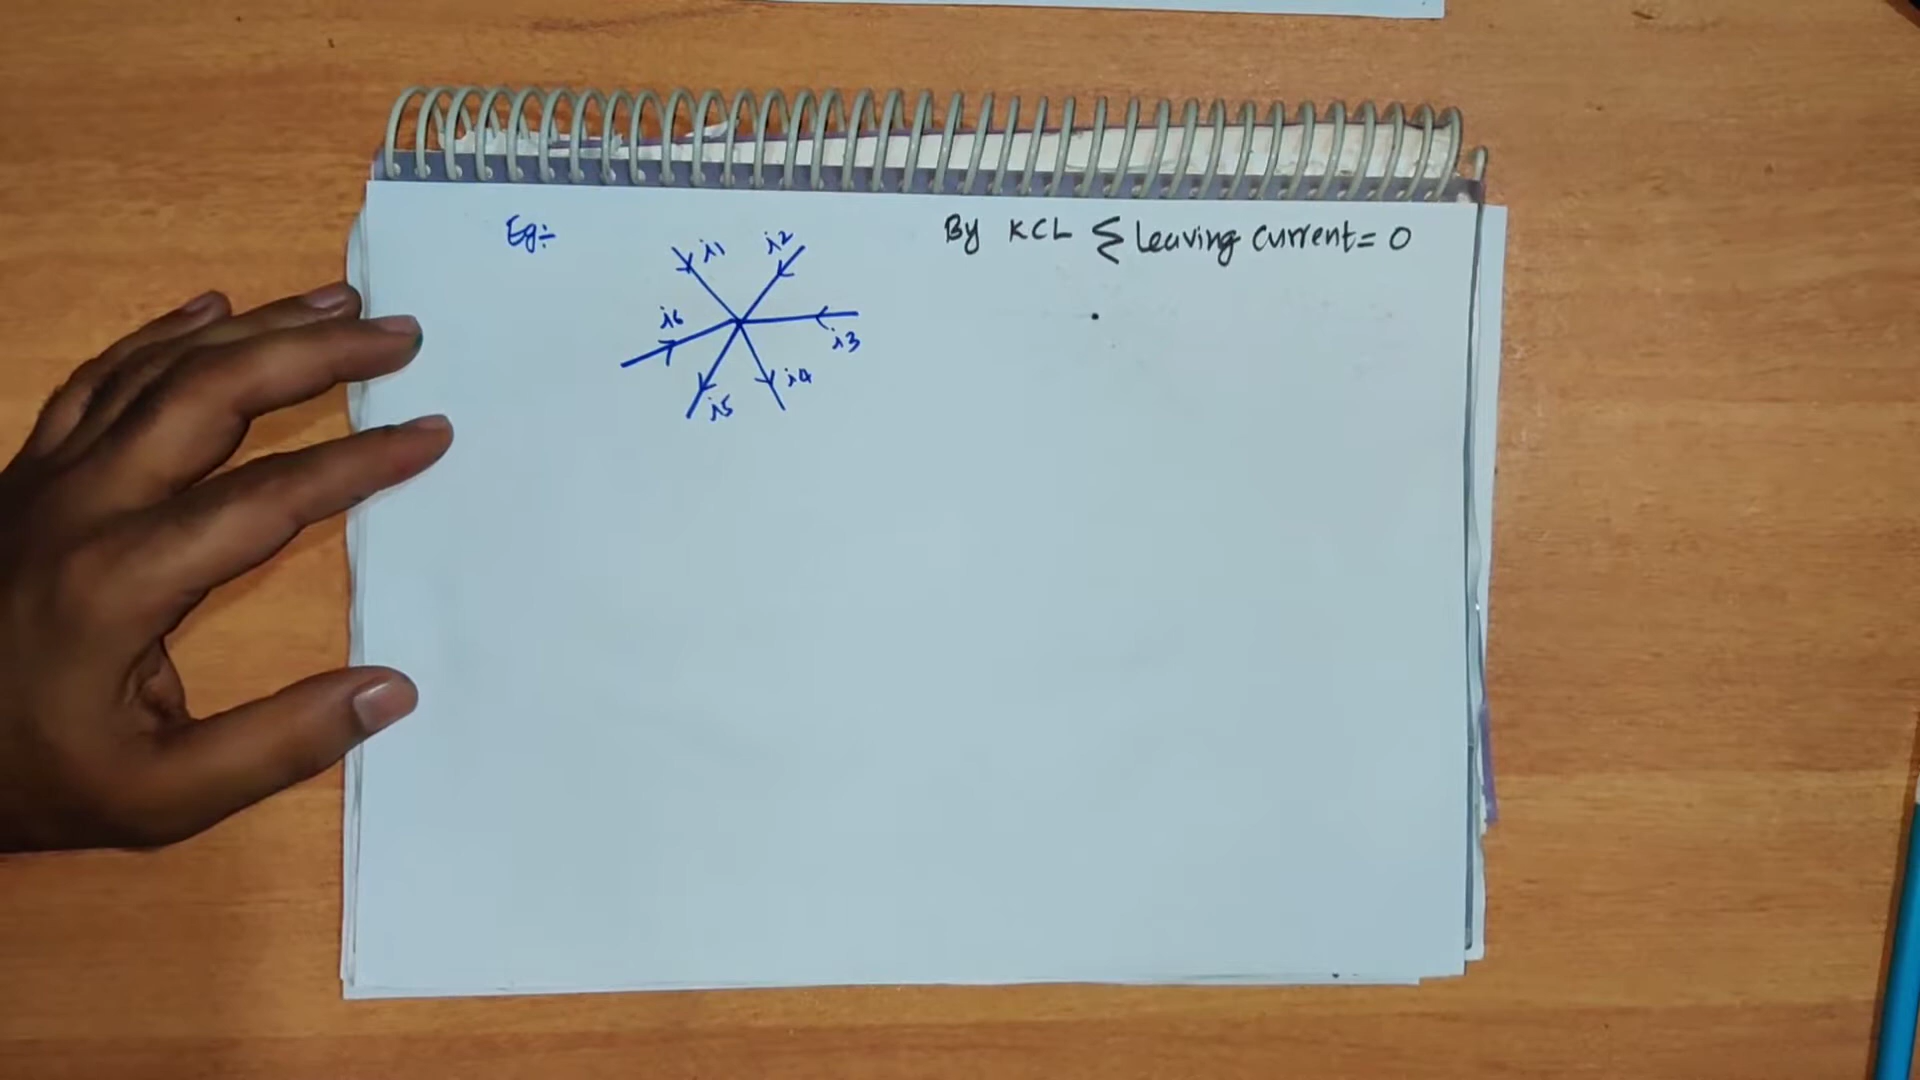 Eg:-
i1
i2
i6
i3
i4
i5
By KCL ∑ leaving current = 0